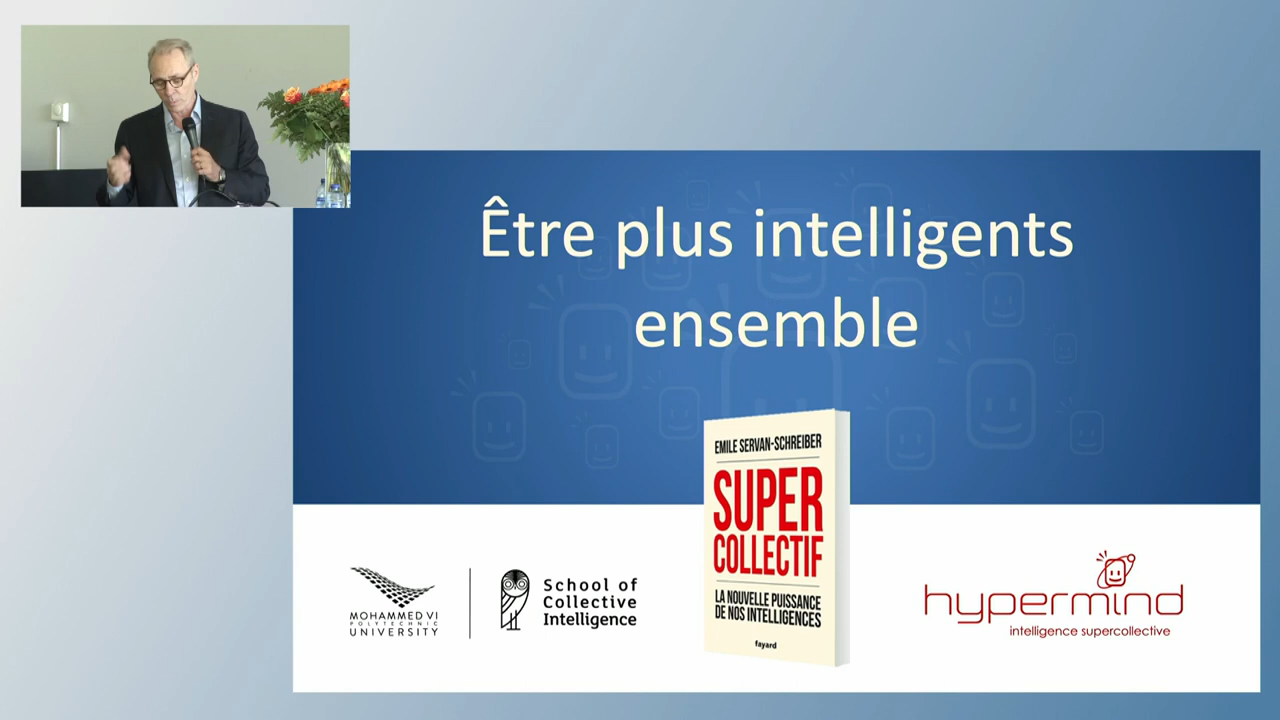 Être plus intelligents
ensemble
EMILE SERVAN-SCHREIBER
SUPER
COLLECTIF
LA NOUVELLE PUISSANCE
DE NOS INTELLIGENCES
fayard
MOHAMMED VI
POLYTECHNIC
UNIVERSITY
School of
Collective
Intelligence
hypermind
intelligence supercollective